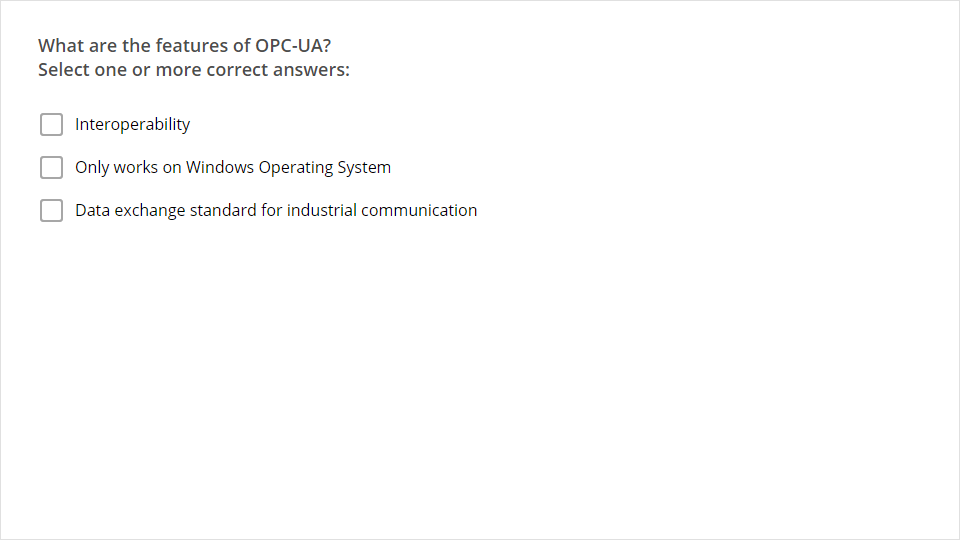 What are the features of OPC-UA?
Select one or more correct answers:
Interoperability
Only works on Windows Operating System
Data exchange standard for industrial communication